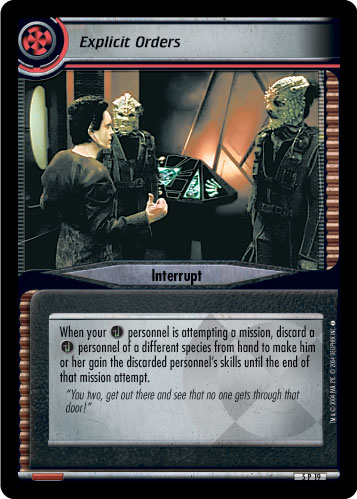 Explicit Orders
Interrupt
When your personnel is attempting a mission, discard a
personnel of a different species from hand to make him
or her gain the discarded personnel's skills until the end of
that mission attempt.
"You two, get out there and see that no one gets through that
door!"
5 P 19